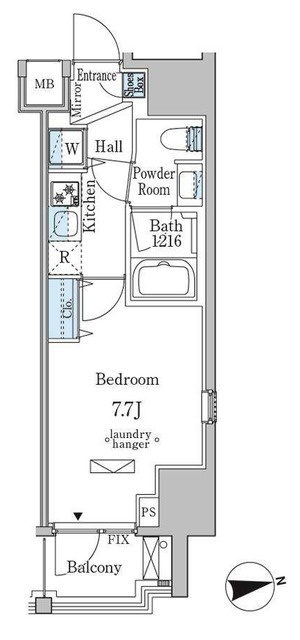 MB
Entrance
Shoes
Box
Mirror
W
Hall
Powder
Room
Kitchen
Bath
1216
R
Clo.
Bedroom
7.7J
laundry
hanger
PS
FIX
Balcony
N